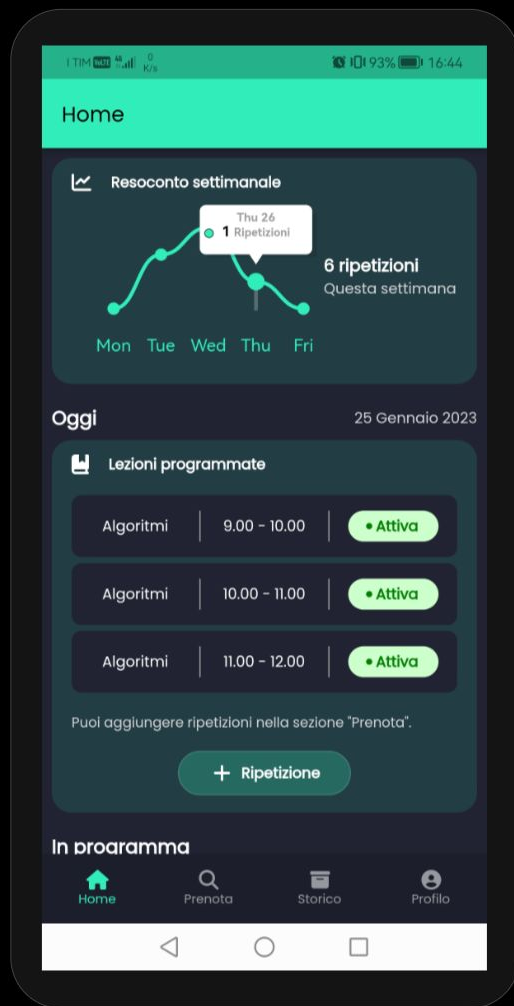 TIM VoLTE 4G 0 K/s 93% 16:44
Home
Resoconto settimanale
Thu 26
1 Ripetizioni
6 ripetizioni
Questa settimana
Mon Tue Wed Thu Fri
Oggi 25 Gennaio 2023
Lezioni programmate
Algoritmi 9.00 - 10.00 • Attiva
Algoritmi 10.00 - 11.00 • Attiva
Algoritmi 11.00 - 12.00 • Attiva
Puoi aggiungere ripetizioni nella sezione "Prenota".
+ Ripetizione
In programma
Home Prenota Storico Profilo